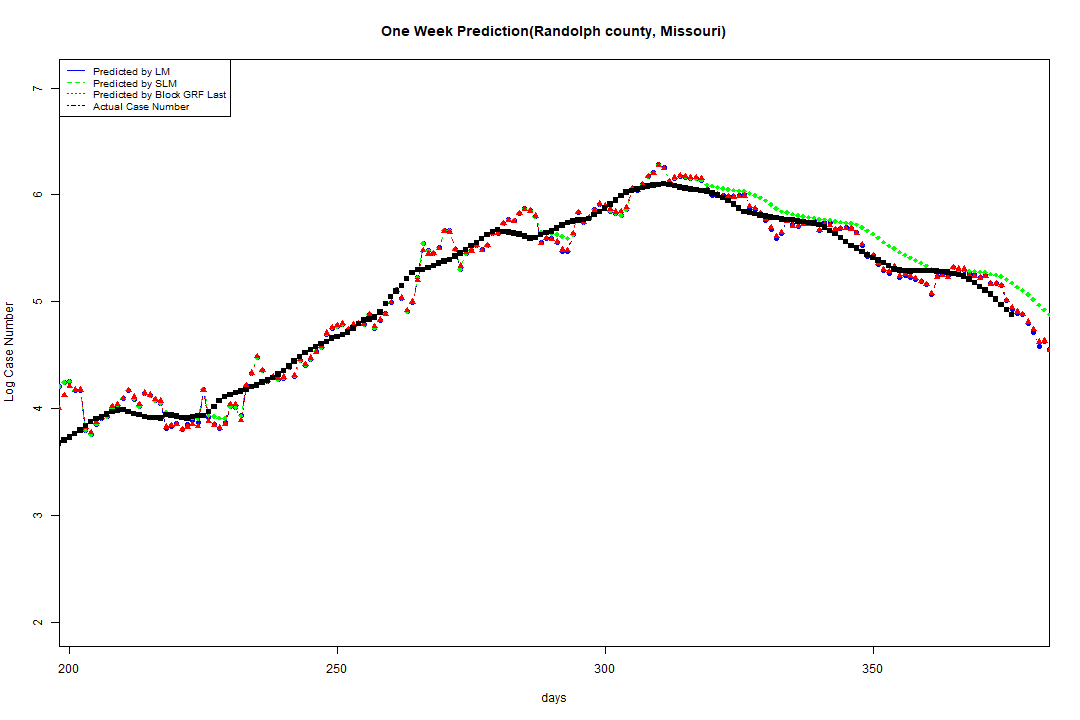 One Week Prediction(Randolph county, Missouri)
Predicted by LM
Predicted by SLM
Predicted by Block GRF Last
Actual Case Number
7
6
5
4
3
2
Log Case Number
200 250 300 350
days